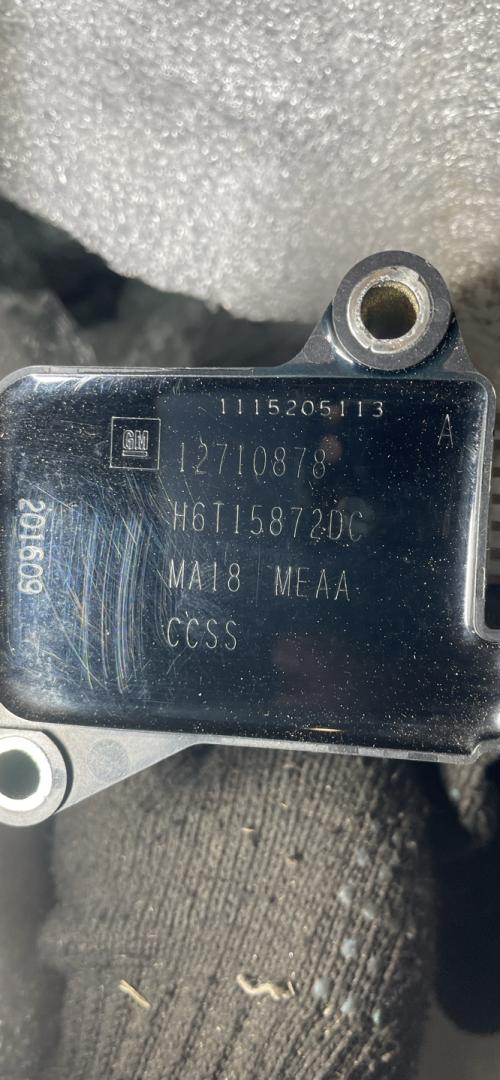 1115205113
A
GM
12710878
H6T15872DC
MA18 MEAA
CCSS
201609